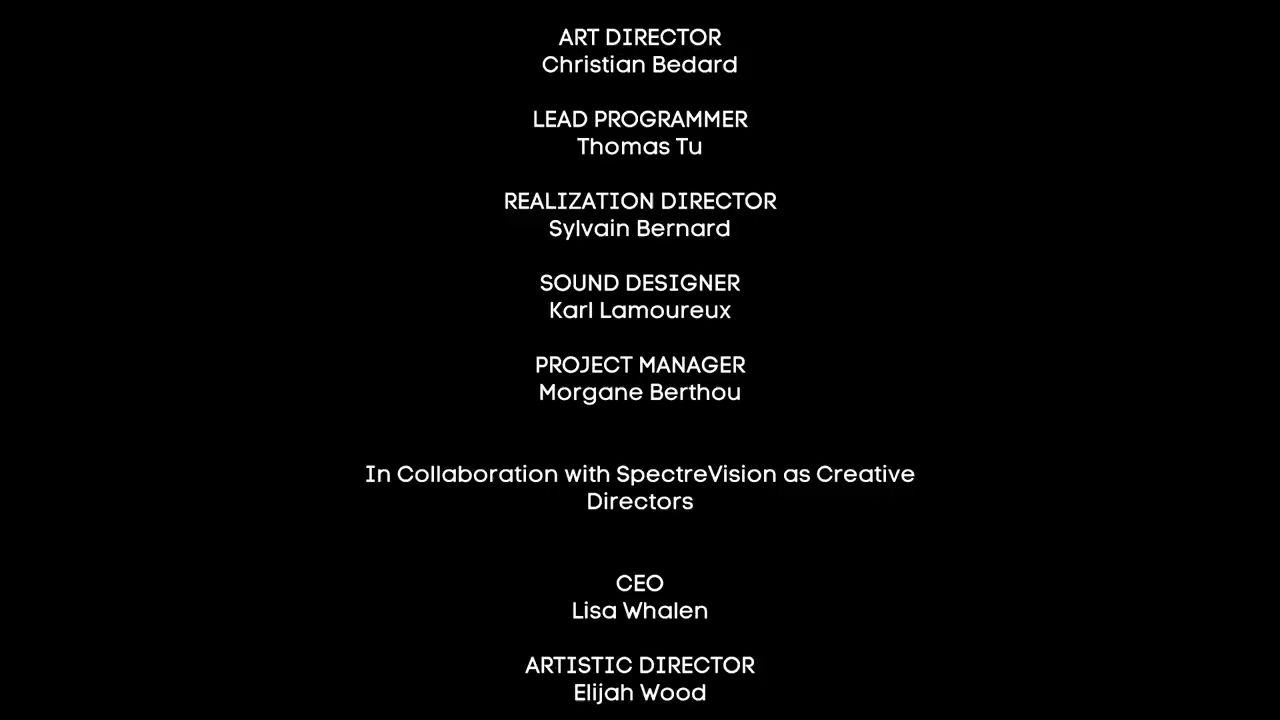 ART DIRECTOR
Christian Bedard
LEAD PROGRAMMER
Thomas Tu
REALIZATION DIRECTOR
Sylvain Bernard
SOUND DESIGNER
Karl Lamoureux
PROJECT MANAGER
Morgane Berthou
In Collaboration with SpectreVision as Creative
Directors
CEO
Lisa Whalen
ARTISTIC DIRECTOR
Elijah Wood